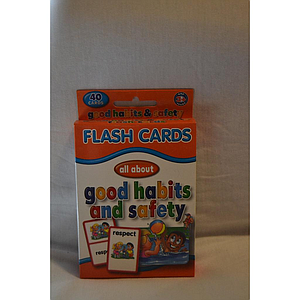 40
good habits & safety
FLASH CARDS
all about
good habits
and safety
respect